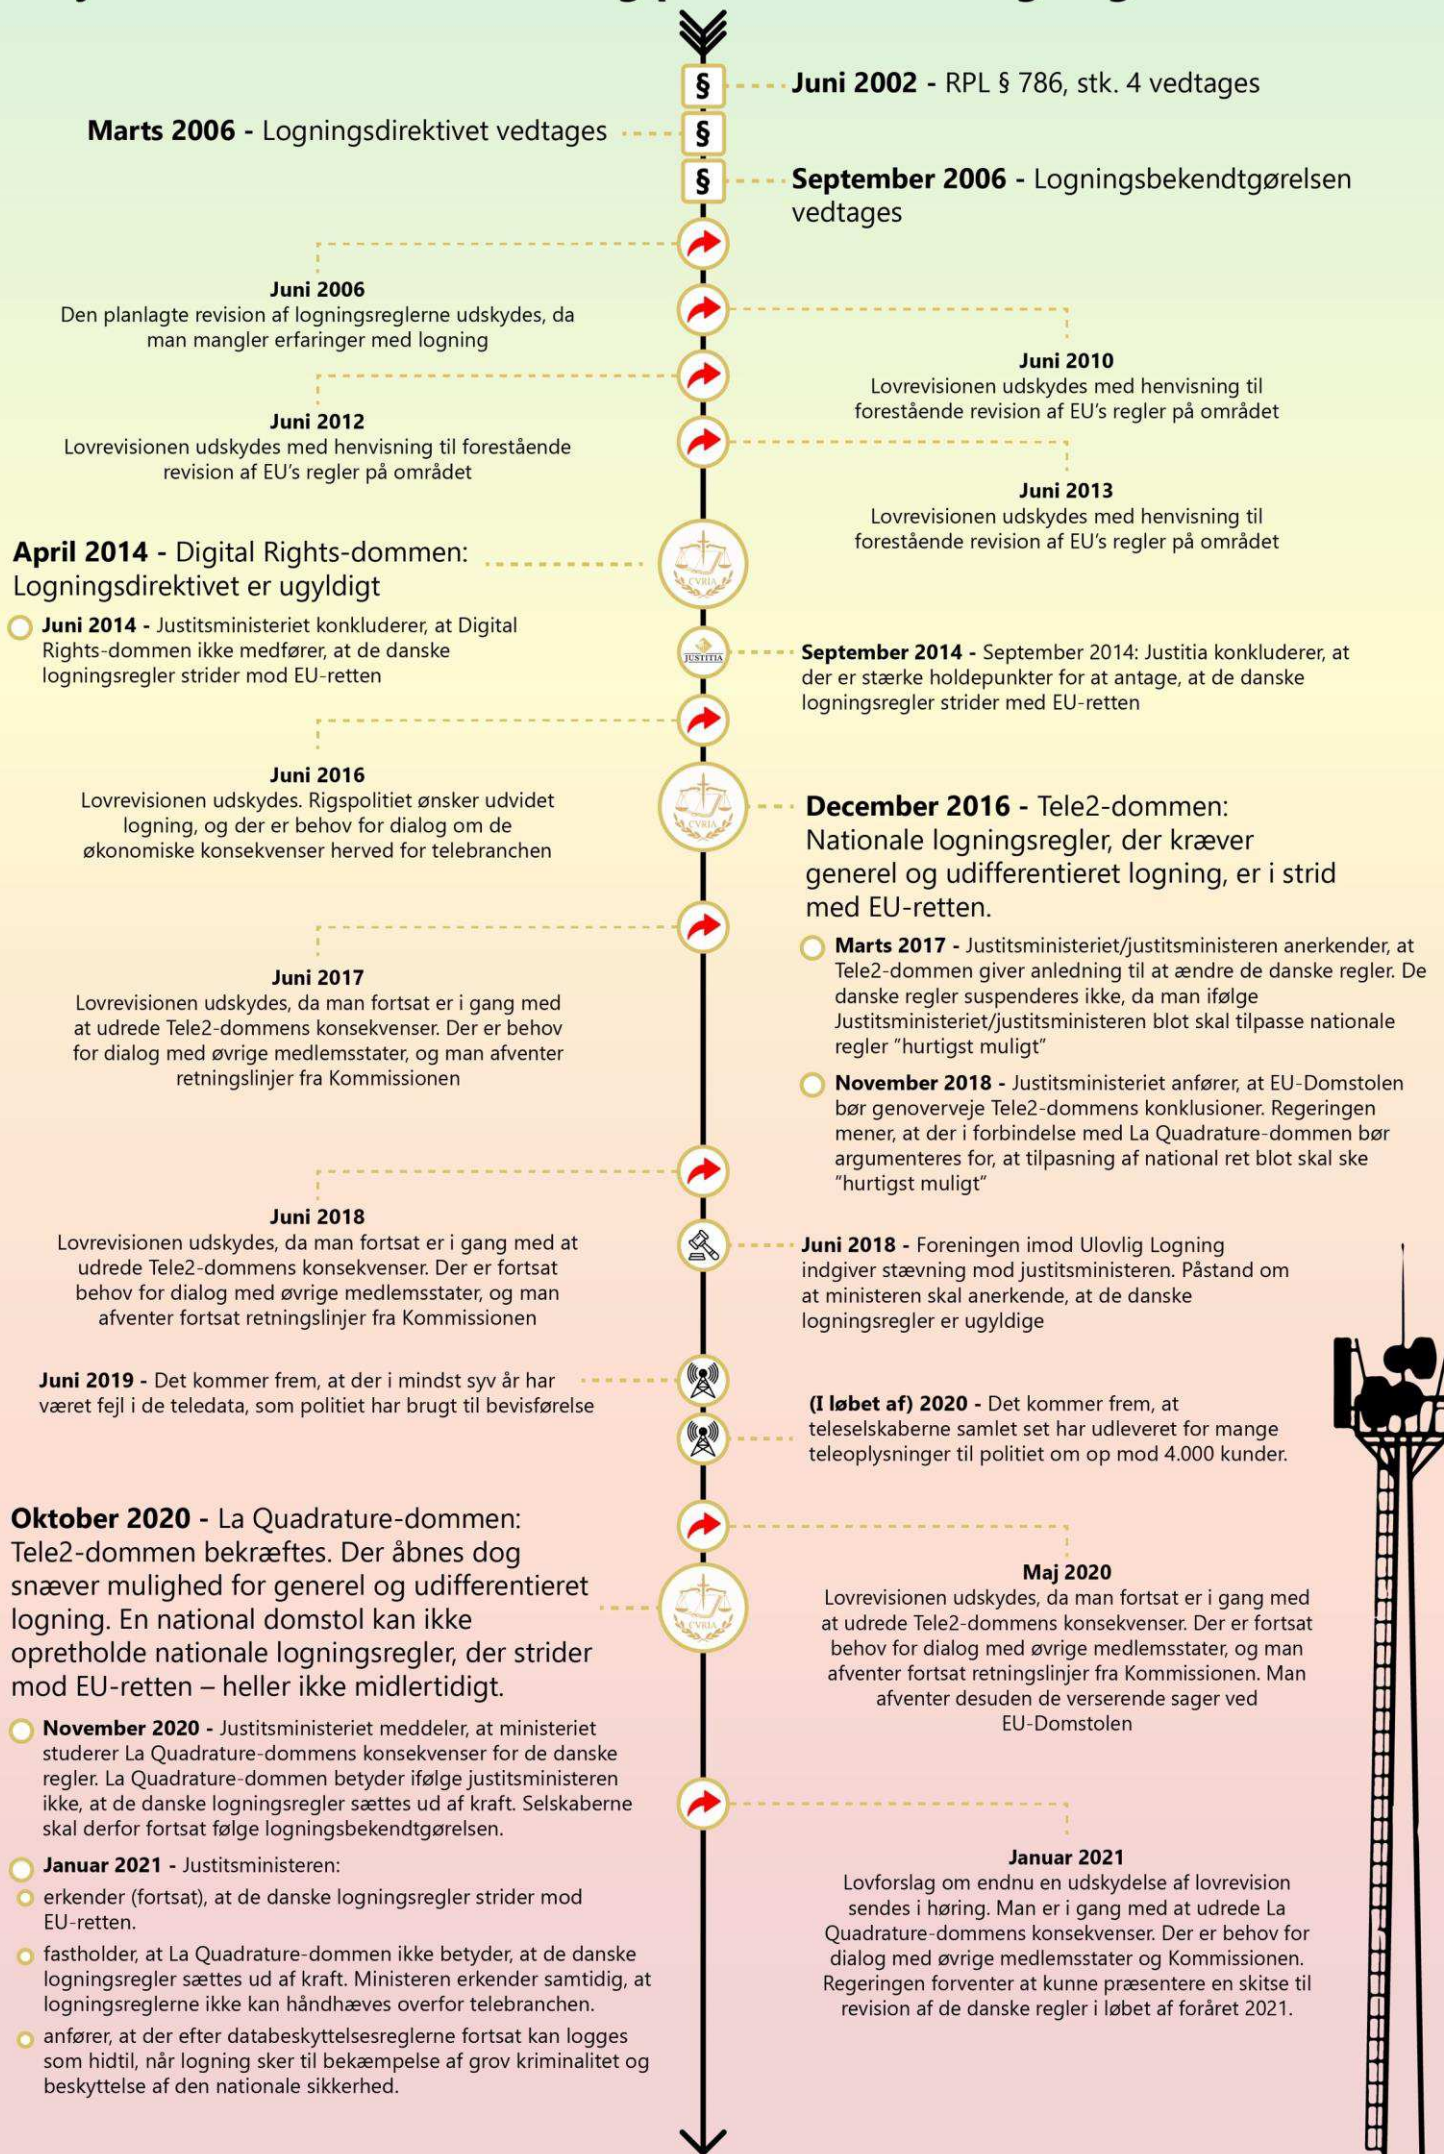 §
Juni 2002 - RPL § 786, stk. 4 vedtages
Marts 2006 - Logningsdirektivet vedtages
§
§
September 2006 - Logningsbekendtgørelsen
vedtages
Juni 2006
Den planlagte revision af logningsreglerne udskydes, da
man mangler erfaringer med logning
Juni 2010
Lovrevisionen udskydes med henvisning til
forestående revision af EU's regler på området
Juni 2012
Lovrevisionen udskydes med henvisning til forestående
revision af EU's regler på området
Juni 2013
Lovrevisionen udskydes med henvisning til
forestående revision af EU's regler på området
April 2014 - Digital Rights-dommen:
Logningsdirektivet er ugyldigt
CVRIA
Juni 2014 - Justitsministeriet konkluderer, at Digital
Rights-dommen ikke medfører, at de danske
logningsregler strider mod EU-retten
JUSTITIA
September 2014 - September 2014: Justitia konkluderer, at
der er stærke holdepunkter for at antage, at de danske
logningsregler strider med EU-retten
Juni 2016
Lovrevisionen udskydes. Rigspolitiet ønsker udvidet
logning, og der er behov for dialog om de
økonomiske konsekvenser herved for telebranchen
CVRIA
December 2016 - Tele2-dommen:
Nationale logningsregler, der kræver
generel og udifferentieret logning, er i strid
med EU-retten.
Marts 2017 - Justitsministeriet/justitsministeren anerkender, at
Tele2-dommen giver anledning til at ændre de danske regler. De
danske regler suspenderes ikke, da man ifølge
Justitsministeriet/justitsministeren blot skal tilpasse nationale
regler "hurtigst muligt"
Juni 2017
Lovrevisionen udskydes, da man fortsat er i gang med
at udrede Tele2-dommens konsekvenser. Der er behov
for dialog med øvrige medlemsstater, og man afventer
retningslinjer fra Kommissionen
November 2018 - Justitsministeriet anfører, at EU-Domstolen
bør genoverveje Tele2-dommens konklusioner. Regeringen
mener, at der i forbindelse med La Quadrature-dommen bør
argumenteres for, at tilpasning af national ret blot skal ske
"hurtigst muligt"
Juni 2018
Lovrevisionen udskydes, da man fortsat er i gang med at
udrede Tele2-dommens konsekvenser. Der er fortsat
behov for dialog med øvrige medlemsstater, og man
afventer fortsat retningslinjer fra Kommissionen
Juni 2018 - Foreningen imod Ulovlig Logning
indgiver stævning mod justitsministeren. Påstand om
at ministeren skal anerkende, at de danske
logningsregler er ugyldige
Juni 2019 - Det kommer frem, at der i mindst syv år har
været fejl i de teledata, som politiet har brugt til bevisførelse
(I løbet af) 2020 - Det kommer frem, at
teleselskaberne samlet set har udleveret for mange
teleoplysninger til politiet om op mod 4.000 kunder.
Oktober 2020 - La Quadrature-dommen:
Tele2-dommen bekræftes. Der åbnes dog
snæver mulighed for generel og udifferentieret
logning. En national domstol kan ikke
opretholde nationale logningsregler, der strider
mod EU-retten – heller ikke midlertidigt.
CVRIA
Maj 2020
Lovrevisionen udskydes, da man fortsat er i gang med
at udrede Tele2-dommens konsekvenser. Der er fortsat
behov for dialog med øvrige medlemsstater, og man
afventer fortsat retningslinjer fra Kommissionen. Man
afventer desuden de verserende sager ved
EU-Domstolen
November 2020 - Justitsministeriet meddeler, at ministeriet
studerer La Quadrature-dommens konsekvenser for de danske
regler. La Quadrature-dommen betyder ifølge justitsministeren
ikke, at de danske logningsregler sættes ud af kraft. Selskaberne
skal derfor fortsat følge logningsbekendtgørelsen.
Januar 2021 - Justitsministeren:
erkender (fortsat), at de danske logningsregler strider mod
EU-retten.
fastholder, at La Quadrature-dommen ikke betyder, at de danske
logningsregler sættes ud af kraft. Ministeren erkender samtidig, at
logningsreglerne ikke kan håndhæves overfor telebranchen.
anfører, at der efter databeskyttelsesreglerne fortsat kan logges
som hidtil, når logning sker til bekæmpelse af grov kriminalitet og
beskyttelse af den nationale sikkerhed.
Januar 2021
Lovforslag om endnu en udskydelse af lovrevision
sendes i høring. Man er i gang med at udrede La
Quadrature-dommens konsekvenser. Der er behov for
dialog med øvrige medlemsstater og Kommissionen.
Regeringen forventer at kunne præsentere en skitse til
revision af de danske regler i løbet af foråret 2021.